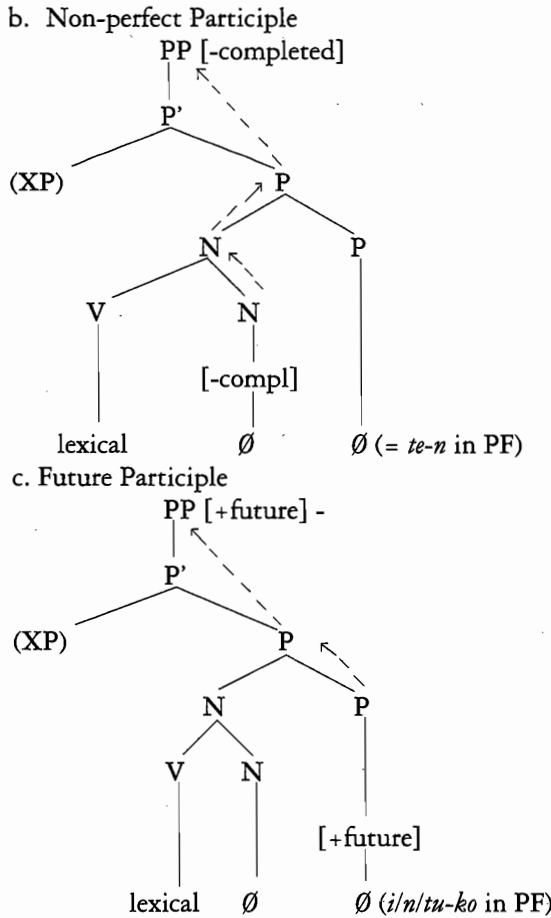 b. Non-perfect Participle
PP [-completed]
P'
(XP) P
N P
V N
[-compl]
lexical Ø Ø (= te-n in PF)
c. Future Participle
PP [+future] -
P'
(XP) P
N P
V N
[+future]
lexical Ø Ø (i/n/tu-ko in PF)